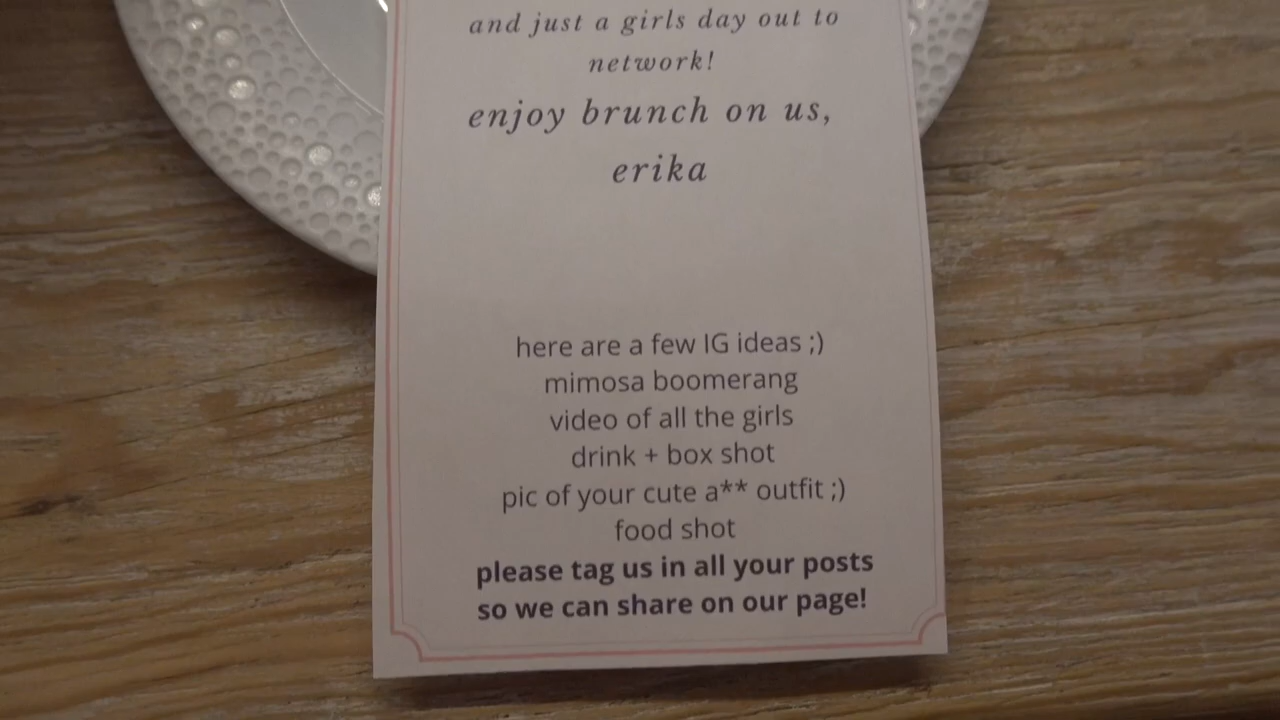 and just a girls day out to
network!
enjoy brunch on us,
erika
here are a few IG ideas ;)
mimosa boomerang
video of all the girls
drink + box shot
pic of your cute a** outfit ;)
food shot
please tag us in all your posts
so we can share on our page!